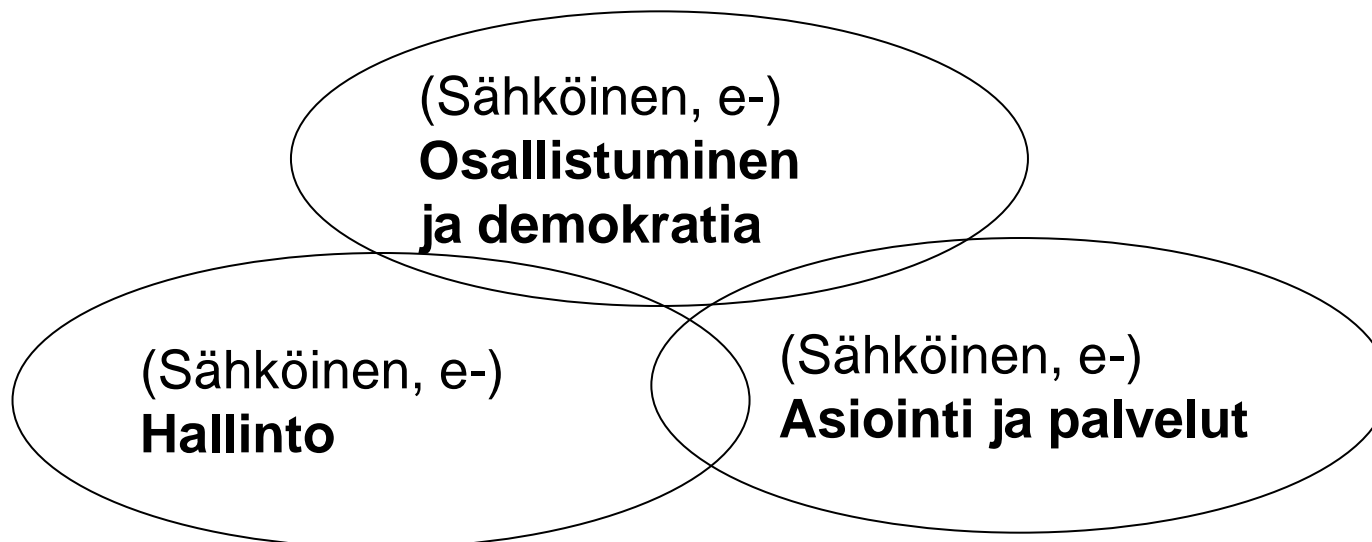 (Sähköinen, e-)
Osallistuminen
ja demokratia
(Sähköinen, e-)
Hallinto
(Sähköinen, e-)
Asiointi ja palvelut